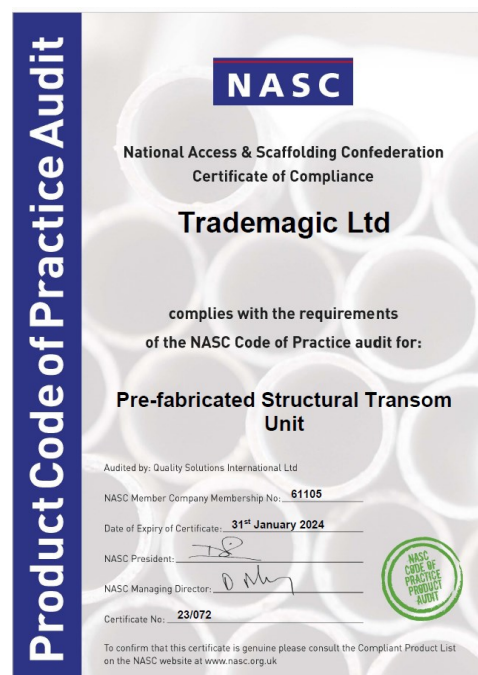 Product Code of Practice Audit
NASC
National Access & Scaffolding Confederation
Certificate of Compliance
Trademagic Ltd
complies with the requirements
of the NASC Code of Practice audit for:
Pre-fabricated Structural Transom
Unit
Audited by: Quality Solutions International Ltd
NASC Member Company Membership No: 61105
Date of Expiry of Certificate: 31st January 2024
NASC President:
NASC Managing Director:
Certificate No: 23/072
NASC
CODE OF
PRACTICE
PRODUCT
AUDIT
To confirm that this certificate is genuine please consult the Compliant Product List
on the NASC website at www.nasc.org.uk